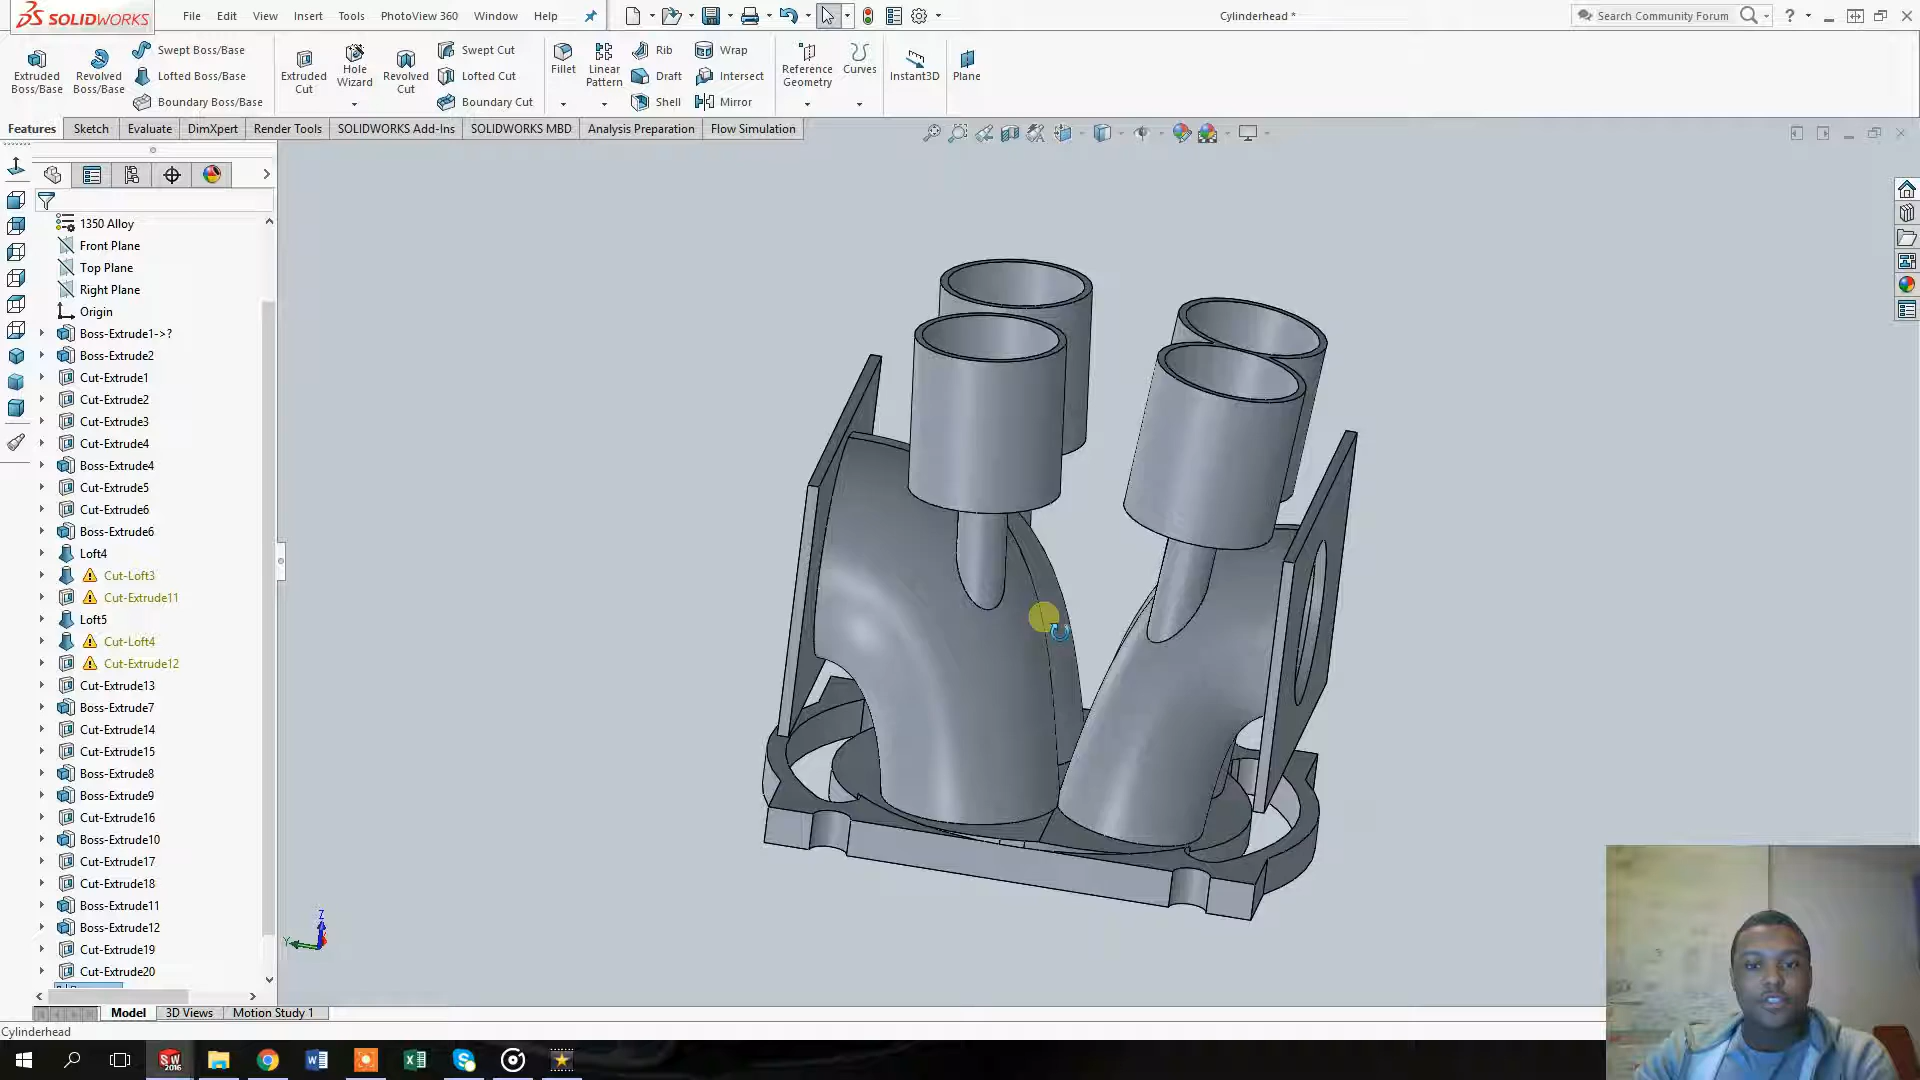 SOLIDWORKS File Edit View Insert Tools PhotoView 360 Window Help Cylinderhead * Search Community Forum
Extruded Boss/Base
Revolved Boss/Base
Swept Boss/Base
Lofted Boss/Base
Boundary Boss/Base
Extruded Cut
Hole Wizard
Revolved Cut
Swept Cut
Lofted Cut
Boundary Cut
Fillet
Linear Pattern
Rib
Draft
Shell
Wrap
Intersect
Mirror
Reference Geometry
Curves
Instant3D
Plane
Features Sketch Evaluate DimXpert Render Tools SOLIDWORKS Add-Ins SOLIDWORKS MBD Analysis Preparation Flow Simulation
1350 Alloy
Front Plane
Top Plane
Right Plane
Origin
Boss-Extrude1->?
Boss-Extrude2
Cut-Extrude1
Cut-Extrude2
Cut-Extrude3
Cut-Extrude4
Boss-Extrude4
Cut-Extrude5
Cut-Extrude6
Boss-Extrude6
Loft4
Cut-Loft3
Cut-Extrude11
Loft5
Cut-Loft4
Cut-Extrude12
Cut-Extrude13
Boss-Extrude7
Cut-Extrude14
Cut-Extrude15
Boss-Extrude8
Boss-Extrude9
Cut-Extrude16
Boss-Extrude10
Cut-Extrude17
Cut-Extrude18
Boss-Extrude11
Boss-Extrude12
Cut-Extrude19
Cut-Extrude20
Z
Y
Model 3D Views Motion Study 1
Cylinderhead
SW 2016